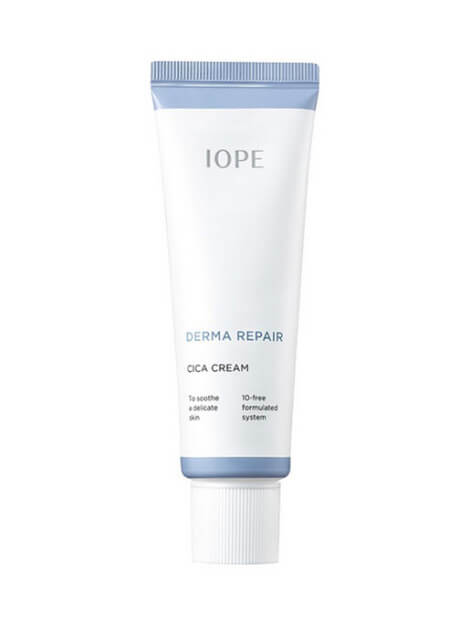 IOPE
DERMA REPAIR
CICA CREAM
To soothe
a delicate
skin
10-free
formulated
system